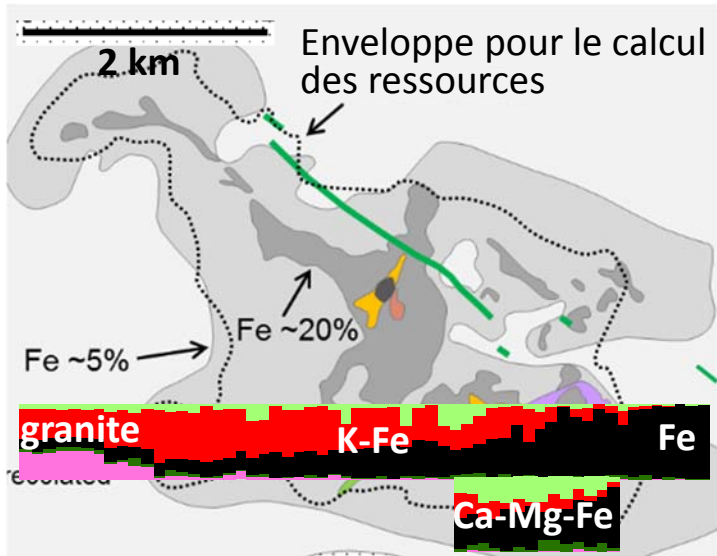 2 km
Enveloppe pour le calcul
des ressources
Fe ~20%
Fe ~5%
granite
K-Fe
Fe
Ca-Mg-Fe